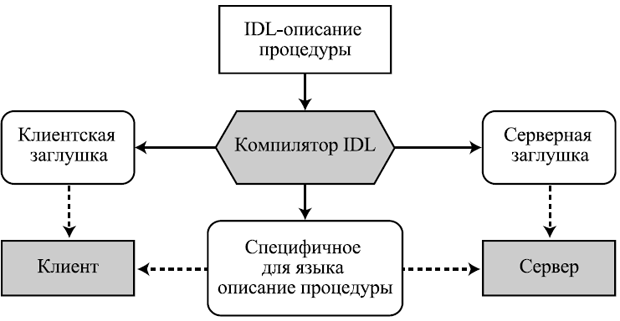 IDL-описание
процедуры
Клиентская
заглушка
Компилятор IDL
Серверная
заглушка
Клиент
Специфичное
для языка
описание процедуры
Сервер